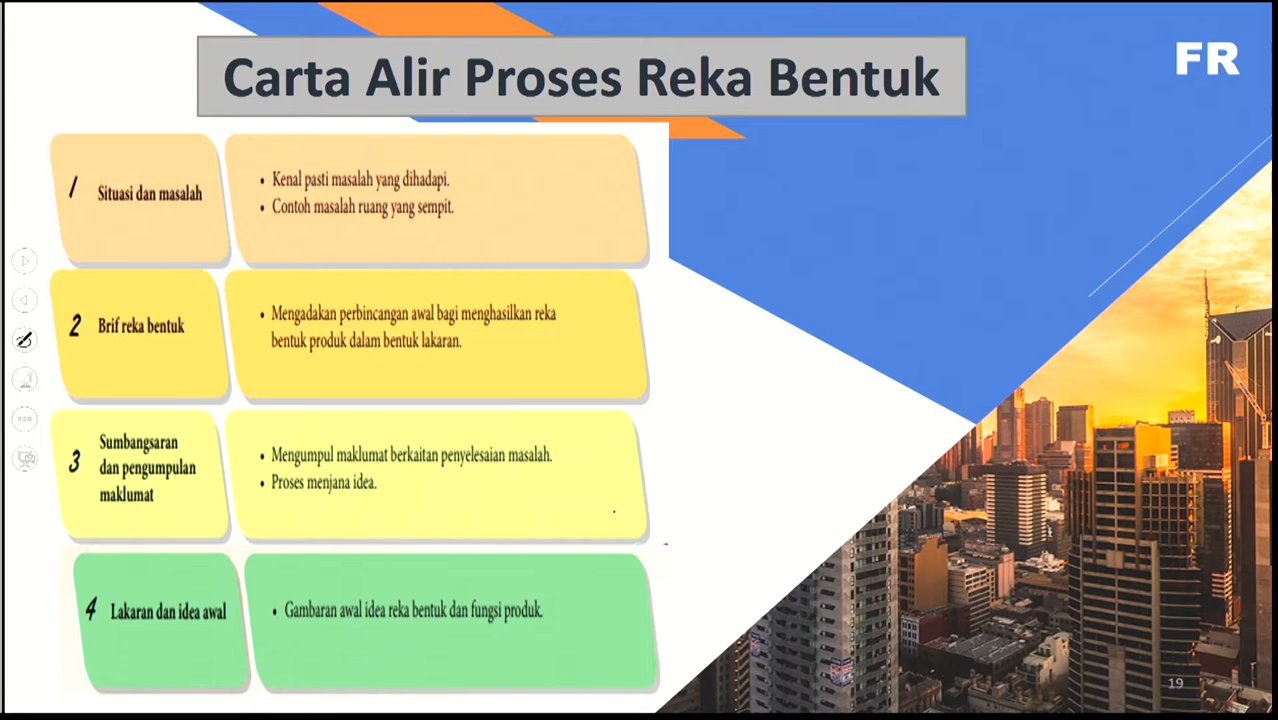 Carta Alir Proses Reka Bentuk
FR
1 Situasi dan masalah
• Kenal pasti masalah yang dihadapi.
• Contoh masalah ruang yang sempit.
2 Brif reka bentuk
• Mengadakan perbincangan awal bagi menghasilkan reka
bentuk produk dalam bentuk lakaran.
3 Sumbangsaran
dan pengumpulan
maklumat
• Mengumpul maklumat berkaitan penyelesaian masalah.
• Proses menjana idea.
4 Lakaran dan idea awal
• Gambaran awal idea reka bentuk dan fungsi produk.
19